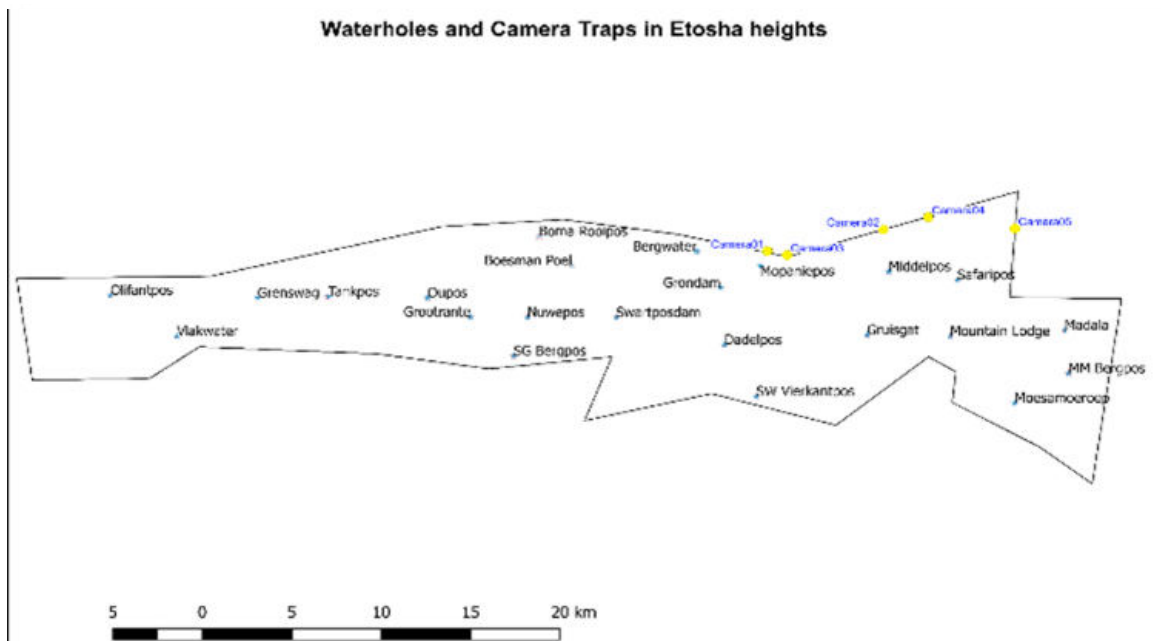 Waterholes and Camera Traps in Etosha heights
Camera04
Camera02
Camera05
Boma Rooipos
Bergwater
Camera01
Camera03
Boesman Poel
Mopaniepos
Middelpos
Safaripos
Grondam
Olifantpos
Grenswag
Tankpos
Oupos
Grootrante
Nuwepos
Swartposdam
Vlakwater
Dadelpos
Gruisgat
Mountain Lodge
Madala
SG Bergpos
MM Bergpos
SW Vierkantpos
Moesamoeroep
5 0 5 10 15 20 km